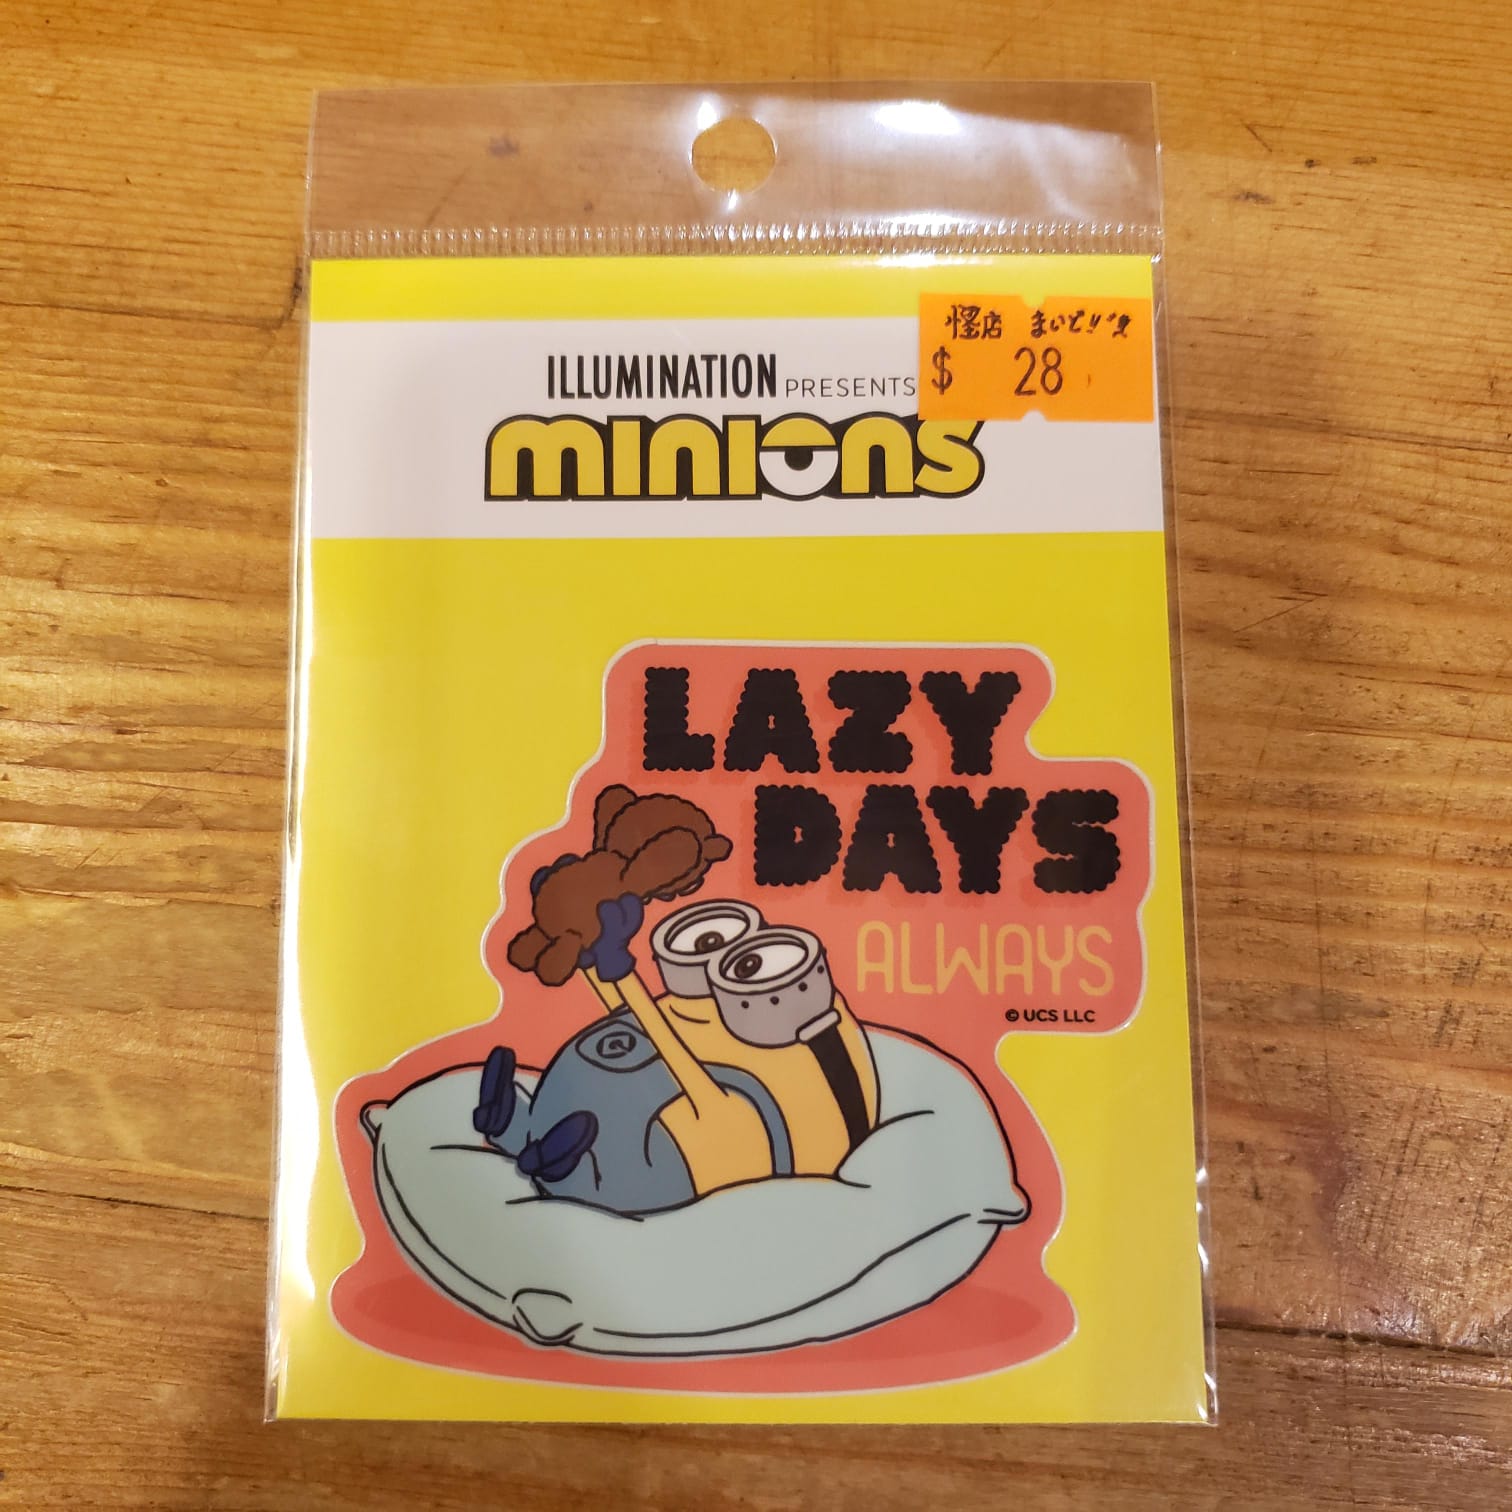 怪店 まいど!!
$ 28
ILLUMINATION PRESENTS
minions
LAZY
DAYS
ALWAYS
© UCS LLC